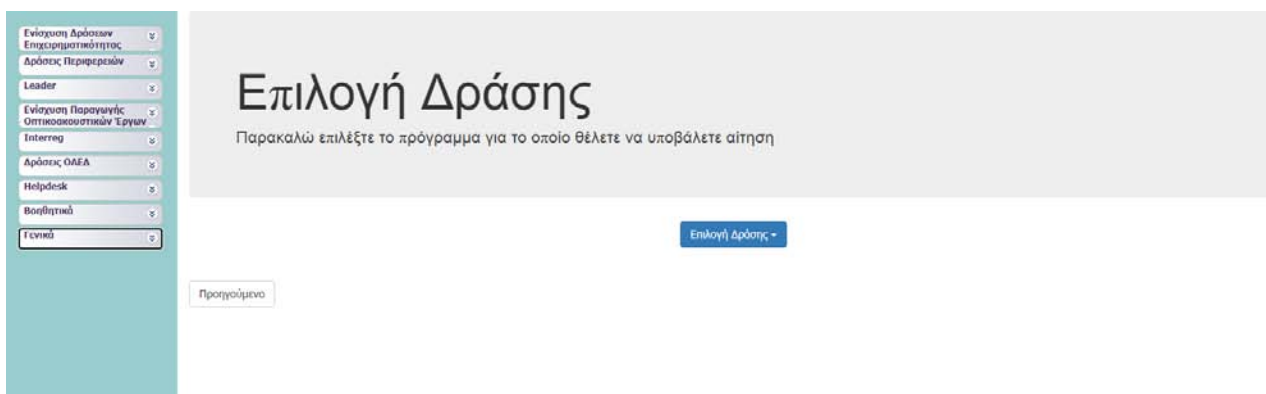 Ενίσχυση Δράσεων
Επιχειρηματικότητας
Δράσεις Περιφερειών
Leader
Ενίσχυση Παραγωγής
Οπτικοακουστικών Έργων
Interreg
Δράσεις ΟΑΕΔ
Helpdesk
Βοηθητικά
Γενικά
Επιλογή Δράσης
Παρακαλώ επιλέξτε το πρόγραμμα για το οποίο θέλετε να υποβάλετε αίτηση
Επιλογή Δράσης
Προηγούμενο